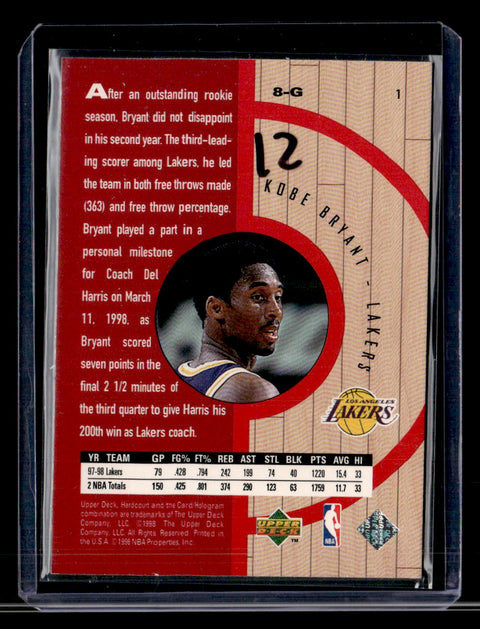 8-G 1
After an outstanding rookie
season, Bryant did not disappoint
in his second year. The third-lead-
ing scorer among Lakers, he led
the team in both free throws made
(363) and free throw percentage.
Bryant played a part in a
personal milestone
for Coach Del
Harris on March
11, 1998, as
Bryant scored
seven points in the
final 2 1/2 minutes of
the third quarter to give Harris his
200th win as Lakers coach.
12
KOBE BRYANT - LAKERS
LOS ANGELES
LAKERS
YR TEAM GP FG% FT% REB AST STL BLK PTS AVG HI
97-98 Lakers 79 .428 .794 242 199 74 40 1220 15.4 33
2 NBA Totals 150 .425 .801 374 290 123 63 1759 11.7 33
Upper Deck, Hardcourt and the Card/Hologram
combination are trademarks of The Upper Deck
Company, LLC. ©1998 The Upper Deck
Company, LLC. All Rights Reserved. Printed in
the U.S.A. ©1998 NBA Properties, Inc.
UPPER
DECK
TM
NBA